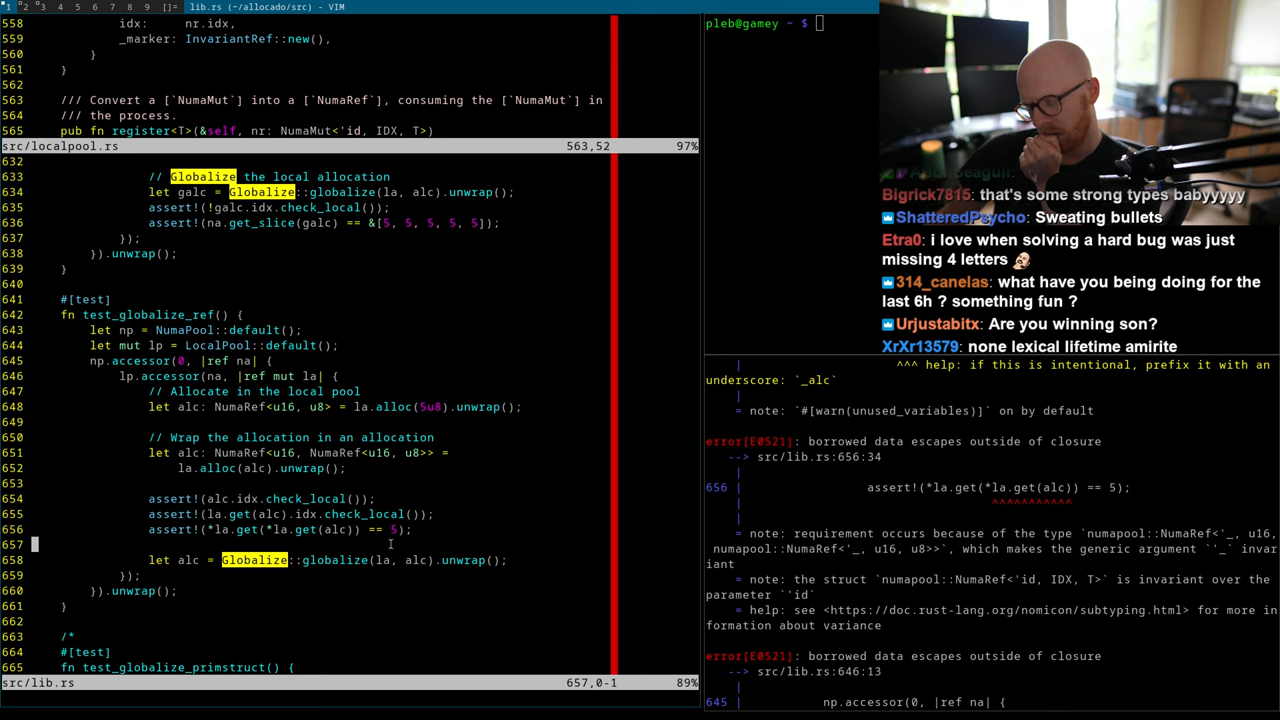 1 2 3 4 5 6 7 8 9 []= lib.rs (~/allocado/src) - VIM
558 idx: nr.idx,
559 _marker: InvariantRef::new(),
560 }
561 }
562
563 /// Convert a [`NumaMut`] into a [`NumaRef`], consuming the [`NumaMut`] in
564 /// the process.
565 pub fn register<T>(&self, nr: NumaMut<'id, IDX, T>)
src/localpool.rs 563,52 97%
632
633 // Globalize the local allocation
634 let galc = Globalize::globalize(la, alc).unwrap();
635 assert!(!galc.idx.check_local());
636 assert!(na.get_slice(galc) == &[5, 5, 5, 5, 5]);
637 });
638 }).unwrap();
639 }
640
641 #[test]
642 fn test_globalize_ref() {
643 let np = NumaPool::default();
644 let mut lp = LocalPool::default();
645 np.accessor(0, |ref na| {
646 lp.accessor(na, |ref mut la| {
647 // Allocate in the local pool
648 let alc: NumaRef<u16, u8> = la.alloc(5u8).unwrap();
649
650 // Wrap the allocation in an allocation
651 let alc: NumaRef<u16, NumaRef<u16, u8>> =
652 la.alloc(alc).unwrap();
653
654 assert!(alc.idx.check_local());
655 assert!(la.get(alc).idx.check_local());
656 assert!(*la.get(*la.get(alc)) == 5);
657
658 let alc = Globalize::globalize(la, alc).unwrap();
659 });
660 }).unwrap();
661 }
662
663 /*
664 #[test]
665 fn test_globalize_primstruct() {
src/lib.rs 657,0-1 89%
pleb@gamey ~ $
| ^^^ help: if this is intentional, prefix it with an
underscore: `_alc`
|
= note: `#[warn(unused_variables)]` on by default
error[E0521]: borrowed data escapes outside of closure
--> src/lib.rs:656:34
|
656 | assert!(*la.get(*la.get(alc)) == 5);
| ^^^^^^^^^^^
|
= note: requirement occurs because of the type `numapool::NumaRef<'_, u16,
numapool::NumaRef<'_, u16, u8>>`, which makes the generic argument `'_` invar
iant
= note: the struct `numapool::NumaRef<'id, IDX, T>` is invariant over the
parameter `'id`
= help: see <https://doc.rust-lang.org/nomicon/subtyping.html> for more in
formation about variance
error[E0521]: borrowed data escapes outside of closure
--> src/lib.rs:646:13
|
645 | np.accessor(0, |ref na| {
Bigrick7815: that's some strong types babyyyyy
ShatteredPsycho: Sweating bullets
Etra0: i love when solving a hard bug was just
missing 4 letters
314_canelas: what have you being doing for the
last 6h ? something fun ?
Urjustabitx: Are you winning son?
XrXr13579: none lexical lifetime amirite